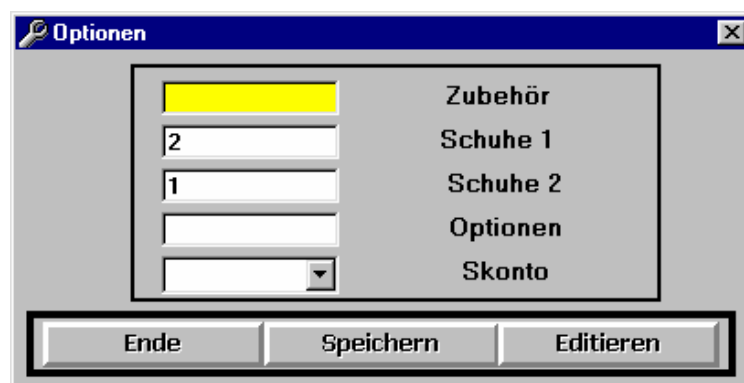 Optionen
Zubehör
2 Schuhe 1
1 Schuhe 2
Optionen
Skonto
Ende Speichern Editieren